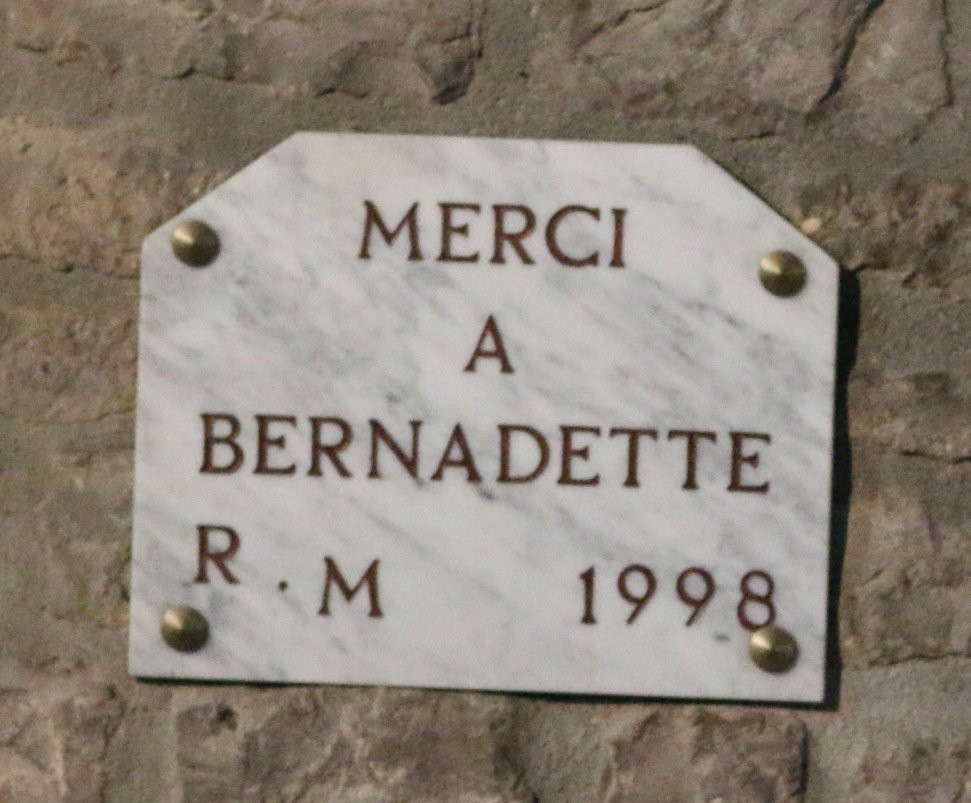 MERCI
A
BERNADETTE
R . M 1998